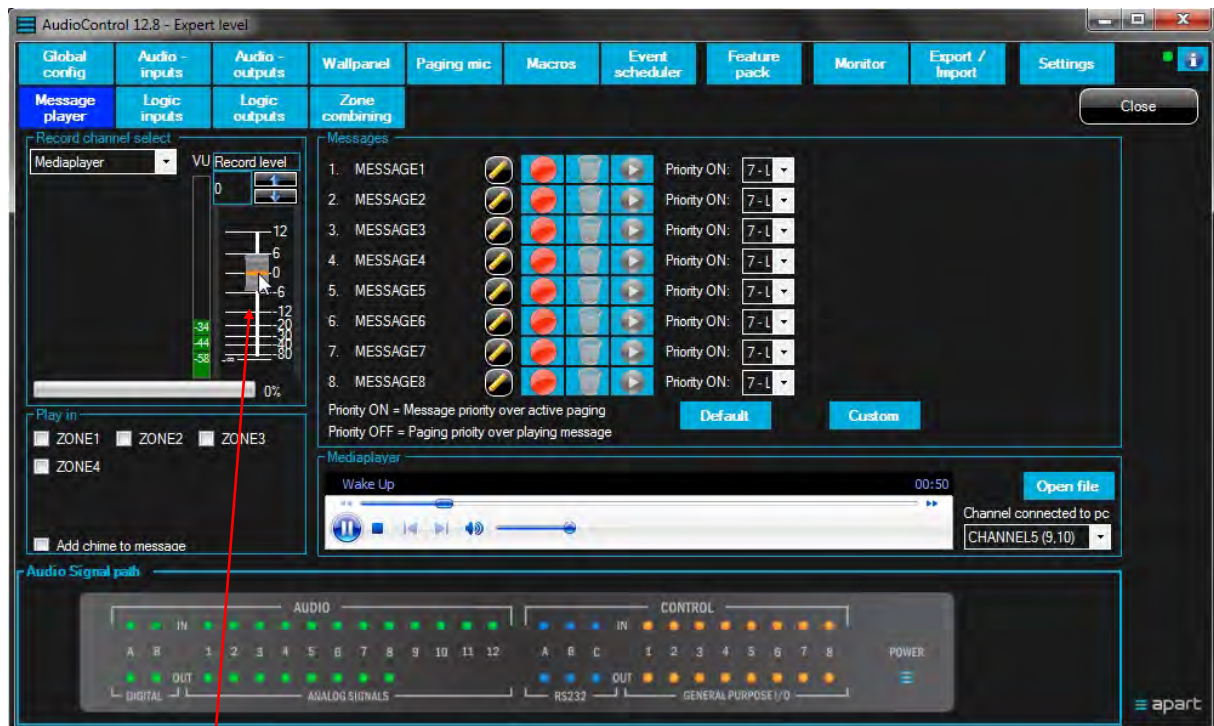 AudioControl 12.8 - Expert level
Global config
Audio - inputs
Audio - outputs
Wallpanel
Paging mic
Macros
Event scheduler
Feature pack
Monitor
Export / Import
Settings
Message player
Logic inputs
Logic outputs
Zone combining
Close
Record channel select
Mediaplayer
VU
Record level
0
12
6
0
-6
-12
-20
-30
-40
-80
-∞
-34
-44
-58
0%
Messages
1. MESSAGE1 Priority ON: 7 - L
2. MESSAGE2 Priority ON: 7 - L
3. MESSAGE3 Priority ON: 7 - L
4. MESSAGE4 Priority ON: 7 - L
5. MESSAGE5 Priority ON: 7 - L
6. MESSAGE6 Priority ON: 7 - L
7. MESSAGE7 Priority ON: 7 - L
8. MESSAGE8 Priority ON: 7 - L
Priority ON = Message priority over active paging
Priority OFF = Paging prioity over playing message
Default
Custom
Play in
ZONE1 ZONE2 ZONE3
ZONE4
Add chime to message
Mediaplayer
Wake Up 00:50
Open file
Channel connected to pc
CHANNEL5 (9,10)
Audio Signal path
AUDIO CONTROL
IN IN
A B 1 2 3 4 5 6 7 8 9 10 11 12 A B C 1 2 3 4 5 6 7 8 POWER
OUT OUT
DIGITAL ANALOG SIGNALS RS232 GENERAL PURPOSE I/O
apart